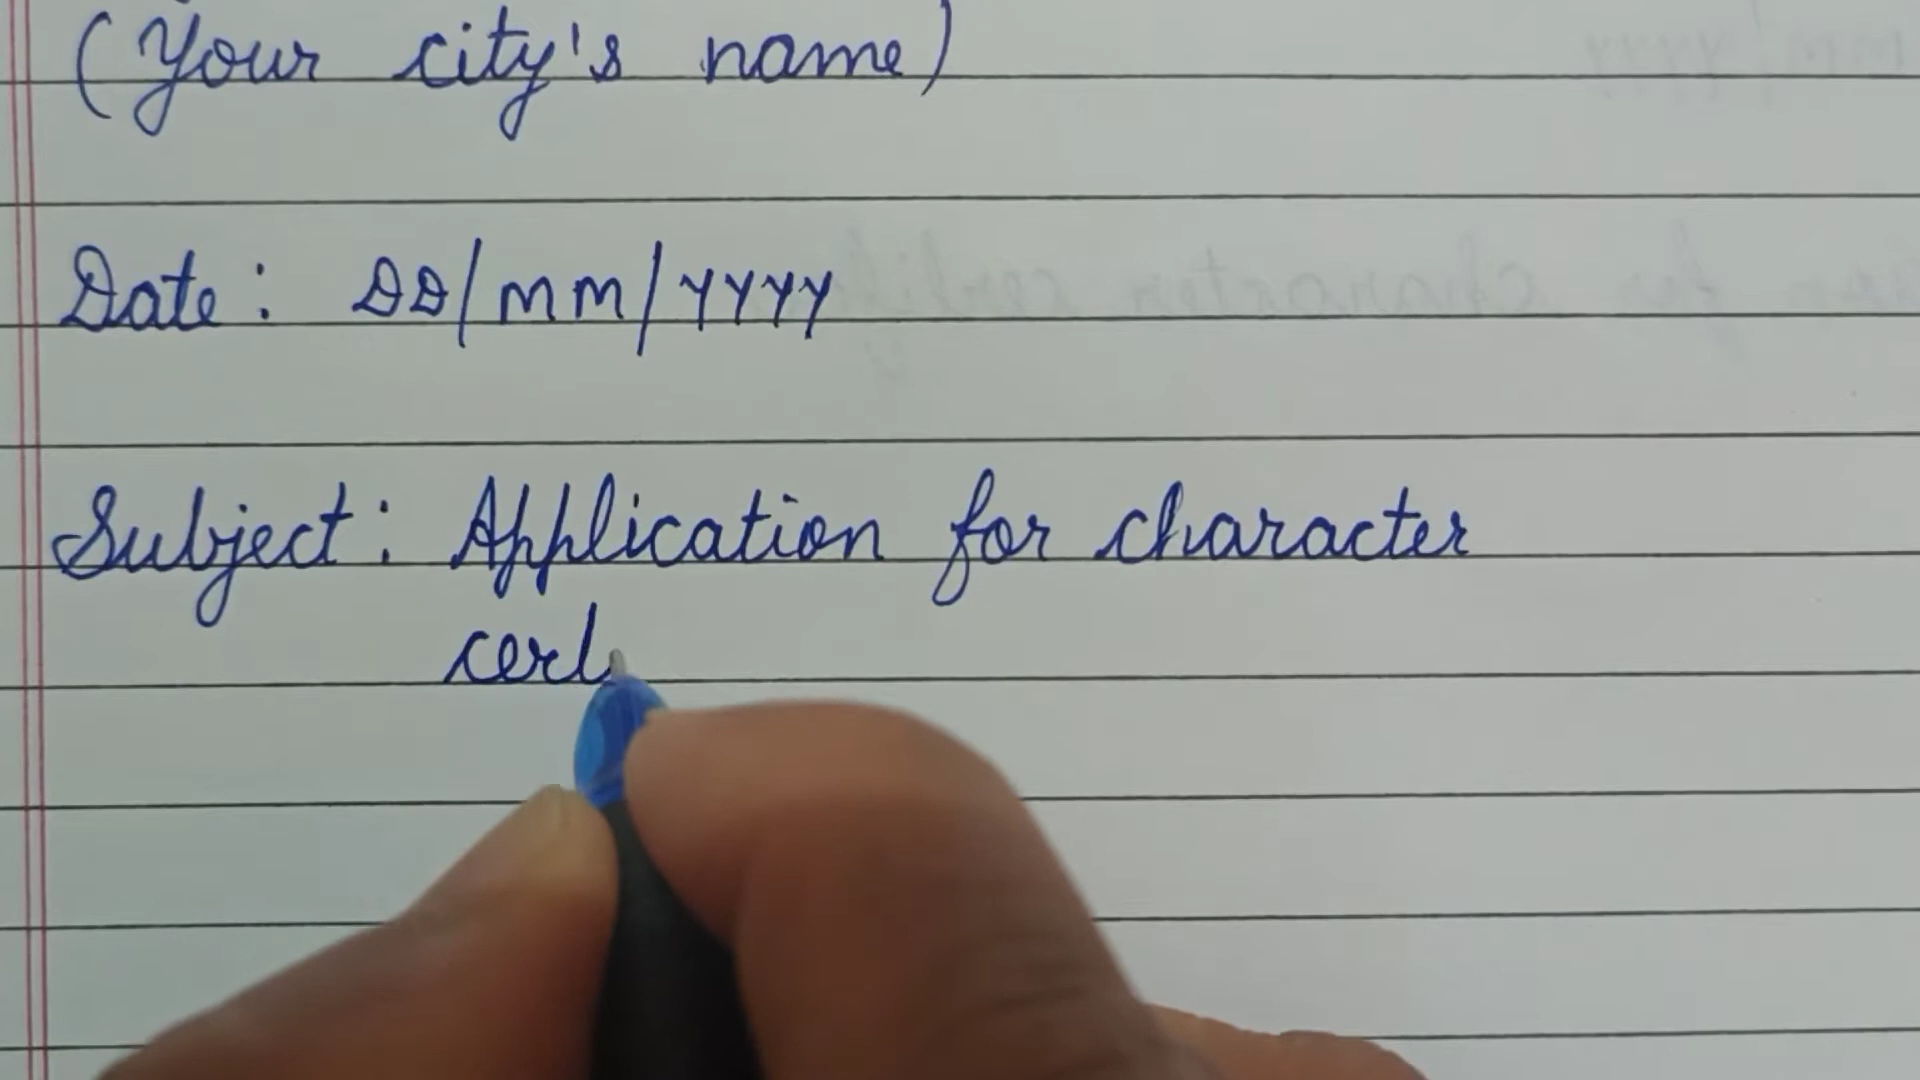 (Your city's name)
Date: DD/MM/YYYY
Subject: Application for character
cert